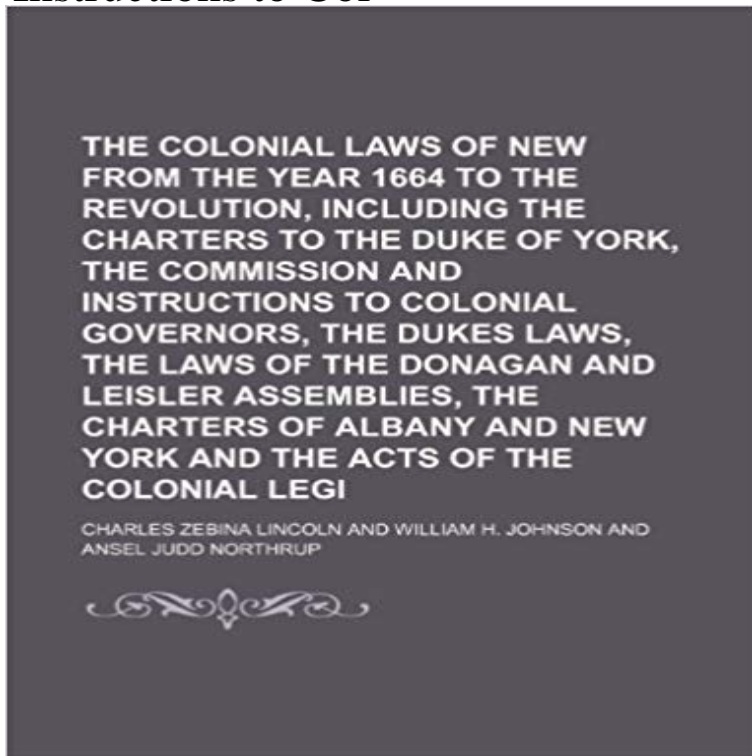 THE COLONIAL LAWS OF NEW
FROM THE YEAR 1664 TO THE
REVOLUTION, INCLUDING THE
CHARTERS TO THE DUKE OF YORK,
THE COMMISSION AND
INSTRUCTIONS TO COLONIAL
GOVERNORS, THE DUKES LAWS,
THE LAWS OF THE DONAGAN AND
LEISLER ASSEMBLIES, THE
CHARTERS OF ALBANY AND NEW
YORK AND THE ACTS OF THE
COLONIAL LEGI
CHARLES ZEBINA LINCOLN AND WILLIAM H. JOHNSON AND
ANSEL JUDD NORTHRUP